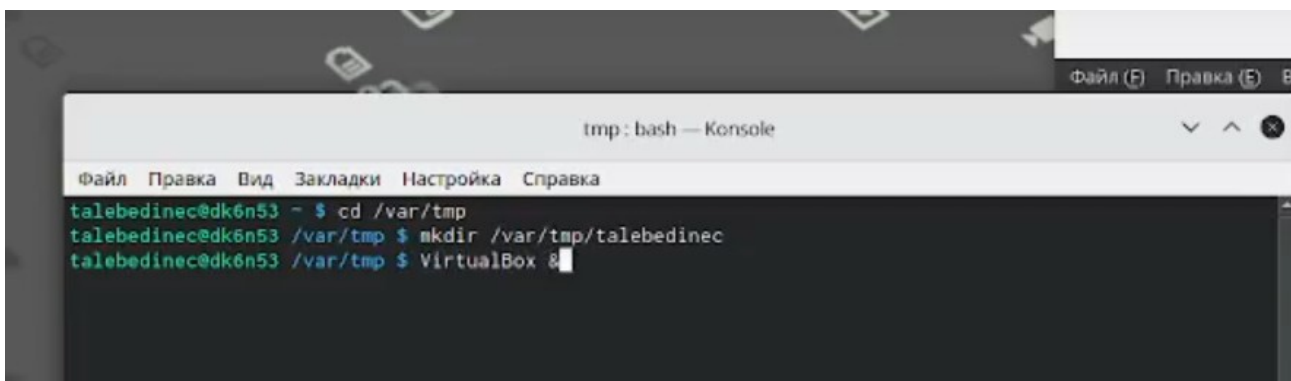 Файл (F) Правка (E) В
tmp : bash — Konsole
Файл Правка Вид Закладки Настройка Справка
talebedinec@dk6n53 ~ $ cd /var/tmp
talebedinec@dk6n53 /var/tmp $ mkdir /var/tmp/talebedinec
talebedinec@dk6n53 /var/tmp $ VirtualBox &